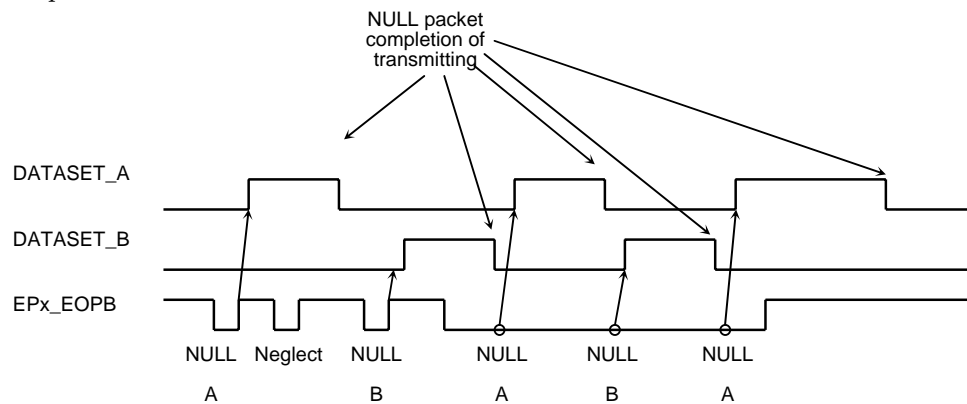 NULL packet
completion of
transmitting
DATASET_A
DATASET_B
EPx_EOPB
NULL Neglect NULL NULL NULL NULL
A B A B A